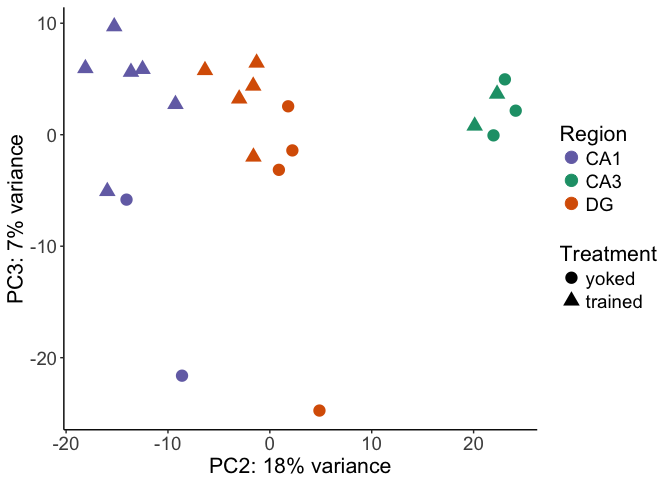 10
0
-10
-20
-20
-10
0
10
20
PC3: 7% variance
PC2: 18% variance
Region
CA1
CA3
DG
Treatment
yoked
trained